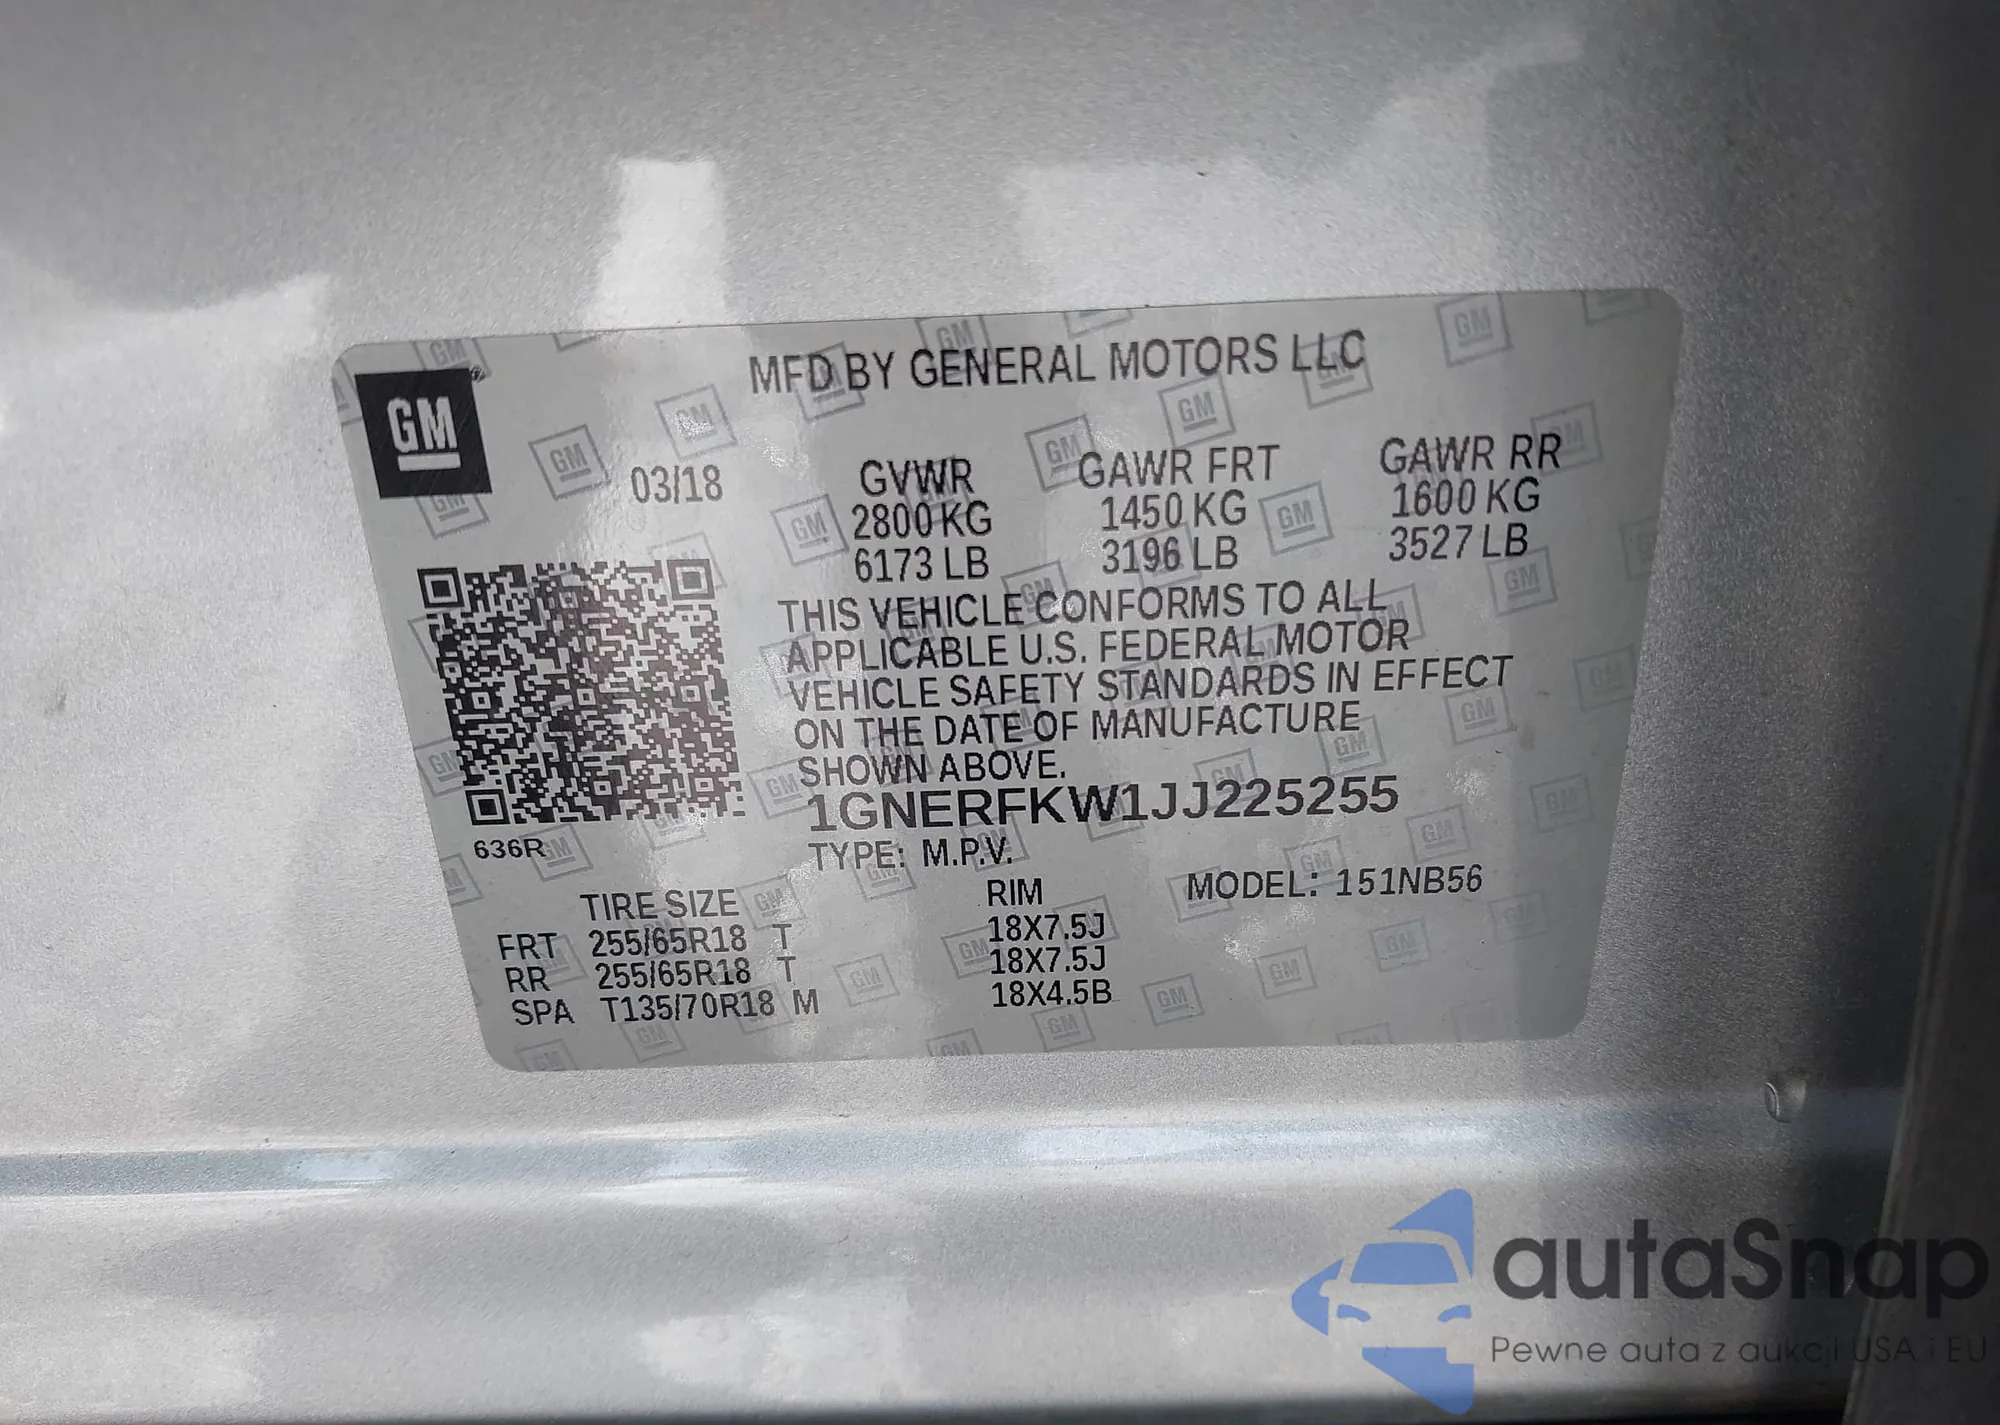 MFD BY GENERAL MOTORS LLC
GM
03/18
GVWR GAWR FRT GAWR RR
2800 KG 1450 KG 1600 KG
6173 LB 3196 LB 3527 LB
THIS VEHICLE CONFORMS TO ALL
APPLICABLE U.S. FEDERAL MOTOR
VEHICLE SAFETY STANDARDS IN EFFECT
ON THE DATE OF MANUFACTURE
SHOWN ABOVE.
1GNERFKW1JJ225255
636R
TYPE: M.P.V.
MODEL: 151NB56
TIRE SIZE RIM
FRT 255/65R18 T 18X7.5J
RR 255/65R18 T 18X7.5J
SPA T135/70R18 M 18X4.5B
autaSnap
Pewne auta z aukcji USA i EU